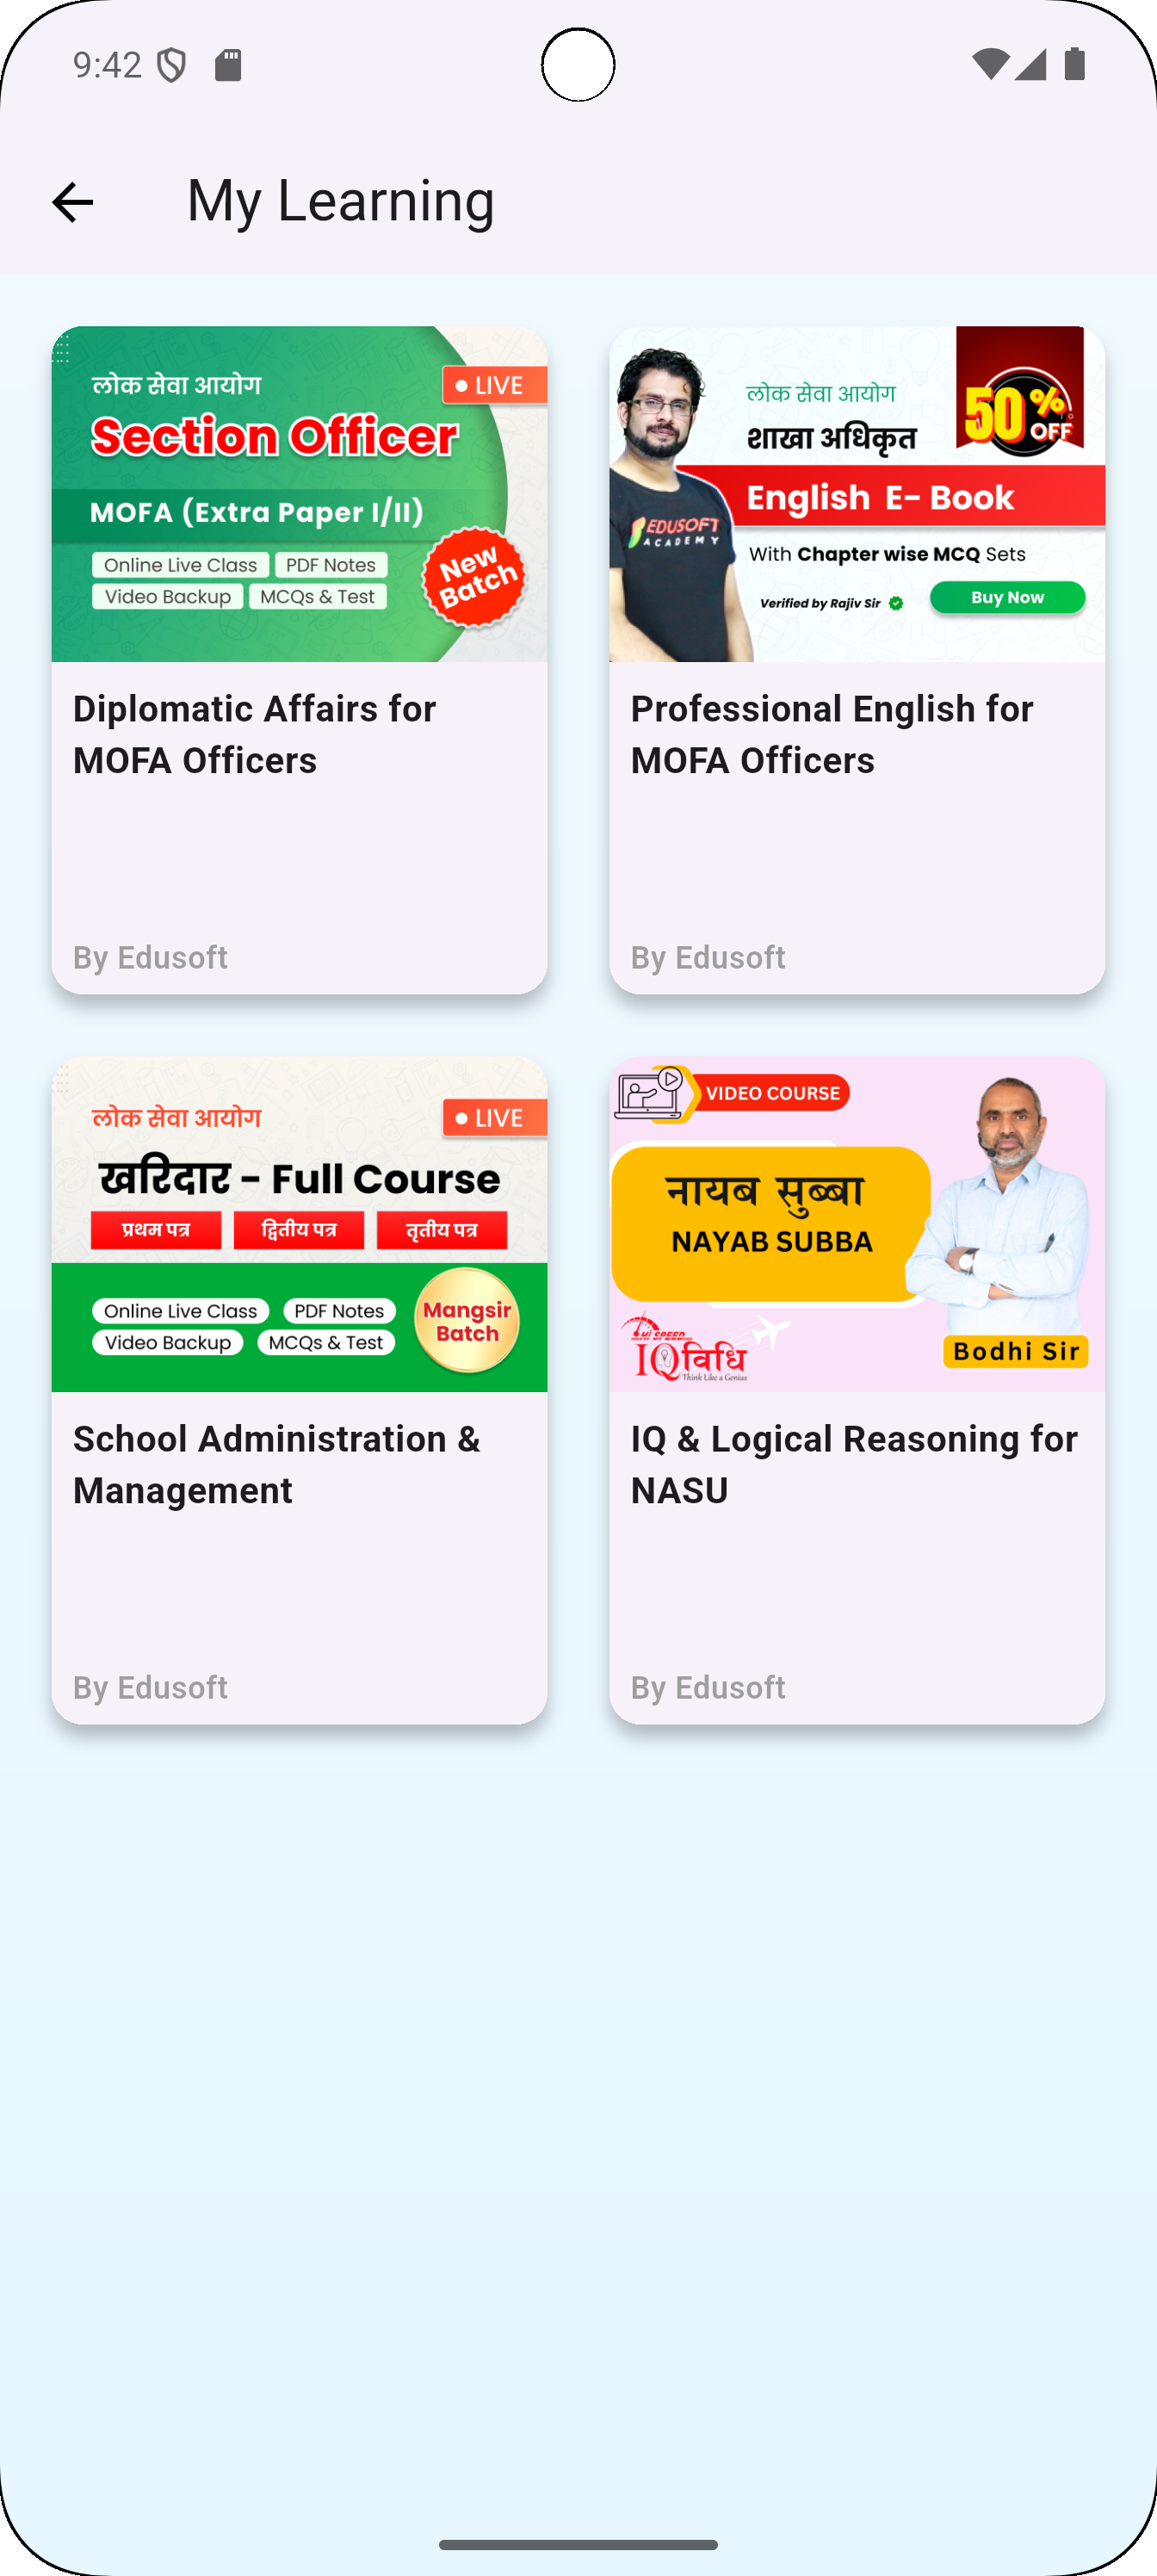 9:42
My Learning
लोक सेवा आयोग
LIVE
Section Officer
MOFA (Extra Paper I/II)
Online Live Class
PDF Notes
Video Backup
MCQs & Test
New
Batch
Diplomatic Affairs for
MOFA Officers
By Edusoft
लोक सेवा आयोग
50% OFF
शाखा अधिकृत
English E- Book
EDUSOFT
ACADEMY
With Chapter wise MCQ Sets
Verified by Rajiv Sir
Buy Now
Professional English for
MOFA Officers
By Edusoft
लोक सेवा आयोग
LIVE
खरिदार - Full Course
प्रथम पत्र
द्वितीय पत्र
तृतीय पत्र
Online Live Class
PDF Notes
Video Backup
MCQs & Test
Mangsir
Batch
School Administration &
Management
By Edusoft
VIDEO COURSE
नायब सुब्बा
NAYAB SUBBA
HI SPEED
IQ विधि
Think Like a Genius
Bodhi Sir
IQ & Logical Reasoning for
NASU
By Edusoft